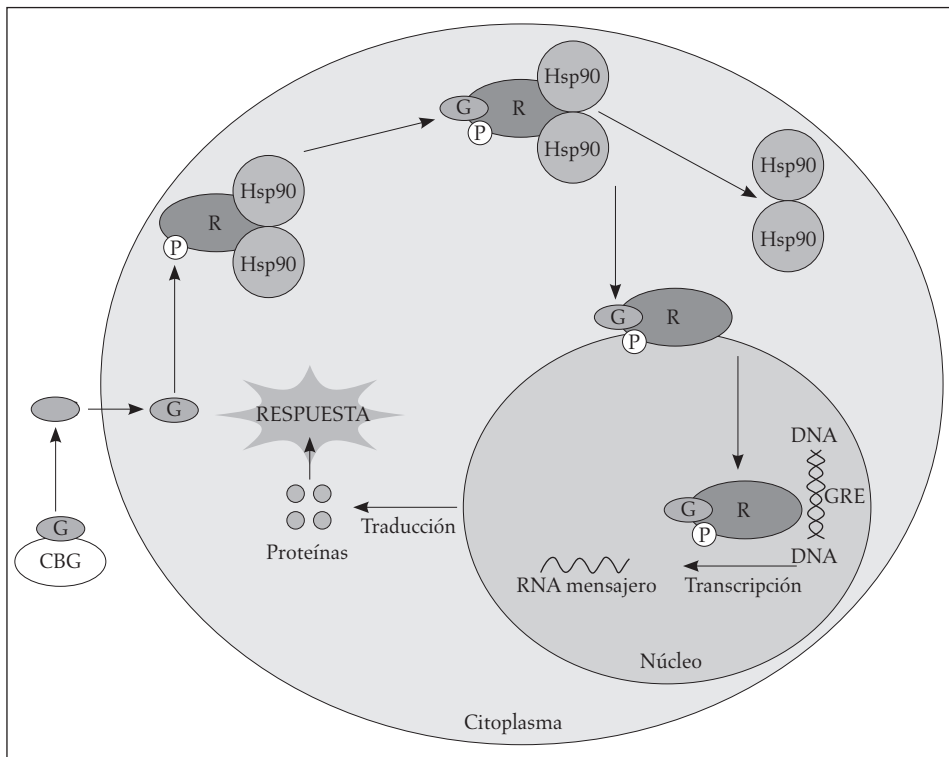 Hsp90
G
R
P
Hsp90
Hsp90
Hsp90
Hsp90
R
P
Hsp90
G
R
P
G
RESPUESTA
DNA
GRE
G
R
P
G
CBG
Proteínas
Traducción
DNA
RNA mensajero
Transcripción
Núcleo
Citoplasma